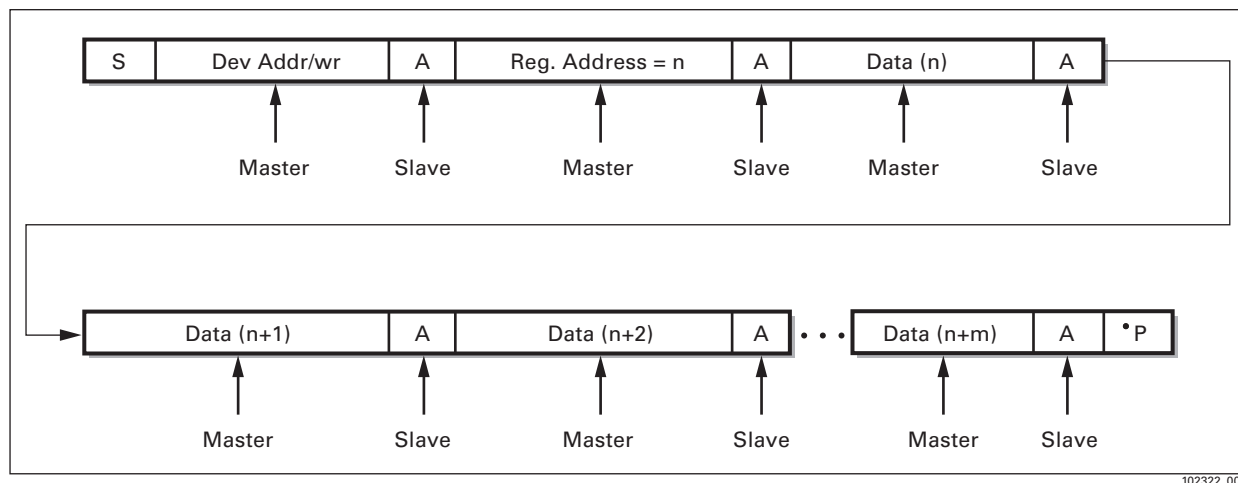 S Dev Addr/wr A Reg. Address = n A Data (n) A
Master Slave Master Slave Master Slave
Data (n+1) A Data (n+2) A • • • Data (n+m) A •P
Master Slave Master Slave Master Slave